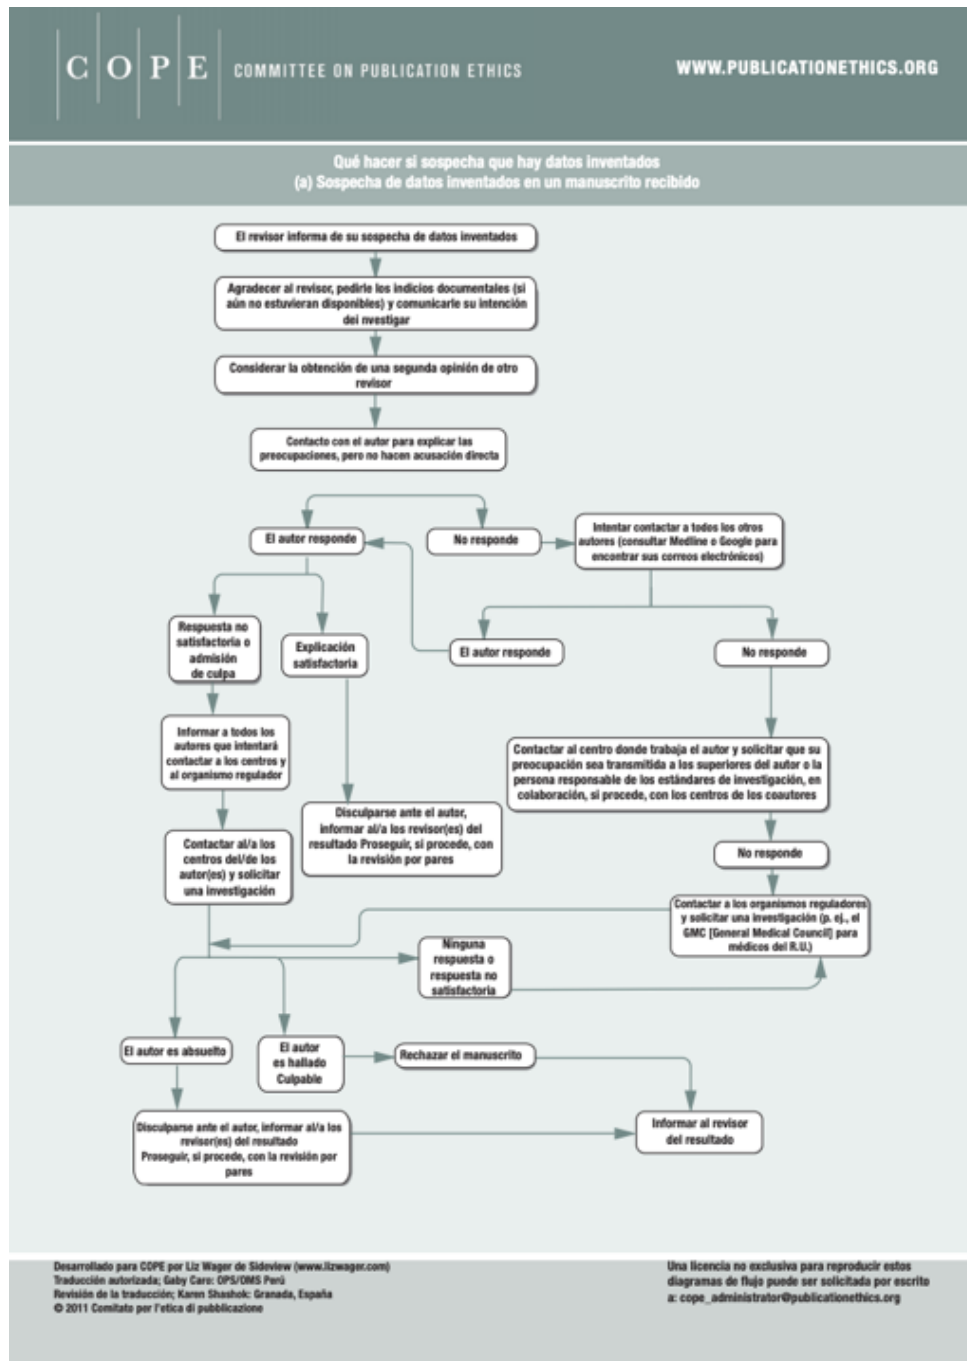 COPE COMMITTEE ON PUBLICATION ETHICS
WWW.PUBLICATIONETHICS.ORG
Qué hacer si sospecha que hay datos inventados
(a) Sospecha de datos inventados en un manuscrito recibido
El revisor informa de su sospecha de datos inventados
Agradecer al revisor, pedirle los indicios documentales (si
aún no estuvieran disponibles) y comunicarle su intención
dei nvestigar
Considerar la obtención de una segunda opinión de otro
revisor
Contacto con el autor para explicar las
preocupaciones, pero no hacen acusación directa
El autor responde
No responde
Intentar contactar a todos los otros
autores (consultar Medline o Google para
encontrar sus correos electrónicos)
Respuesta no
satisfactoria o
admisión
de culpa
Explicación
satisfactoria
El autor responde
No responde
Informar a todos los
autores que intentará
contactar a los centros y
al organismo regulador
Contactar al centro donde trabaja el autor y solicitar que su
preocupación sea transmitida a los superiores del autor o la
persona responsable de los estándares de investigación, en
colaboración, si procede, con los centros de los coautores
Disculparse ante el autor,
informar al/a los revisor(es) del
resultado Proseguir, si procede, con
la revisión por pares
Contactar al/a los
centros del/de los
autor(es) y solicitar
una investigación
No responde
Contactar a los organismos reguladores
y solicitar una investigación (p. ej., el
GMC [General Medical Council] para
médicos del R.U.)
Ninguna
respuesta o
respuesta no
satisfactoria
El autor es absuelto
El autor
es hallado
Culpable
Rechazar el manuscrito
Disculparse ante el autor, informar al/a los
revisor(es) del resultado
Proseguir, si procede, con la revisión por
pares
Informar al revisor
del resultado
Desarrollado para COPE por Liz Wager de Sideview (www.lizwager.com)
Traducción autorizada; Gaby Caro: OPS/OMS Perú
Revisión de la traducción; Karen Shashok: Granada, España
© 2011 Comitato per l'etica di pubblicazione
Una licencia no exclusiva para reproducir estos
diagramas de flujo puede ser solicitada por escrito
a: cope_administrator@publicationethics.org